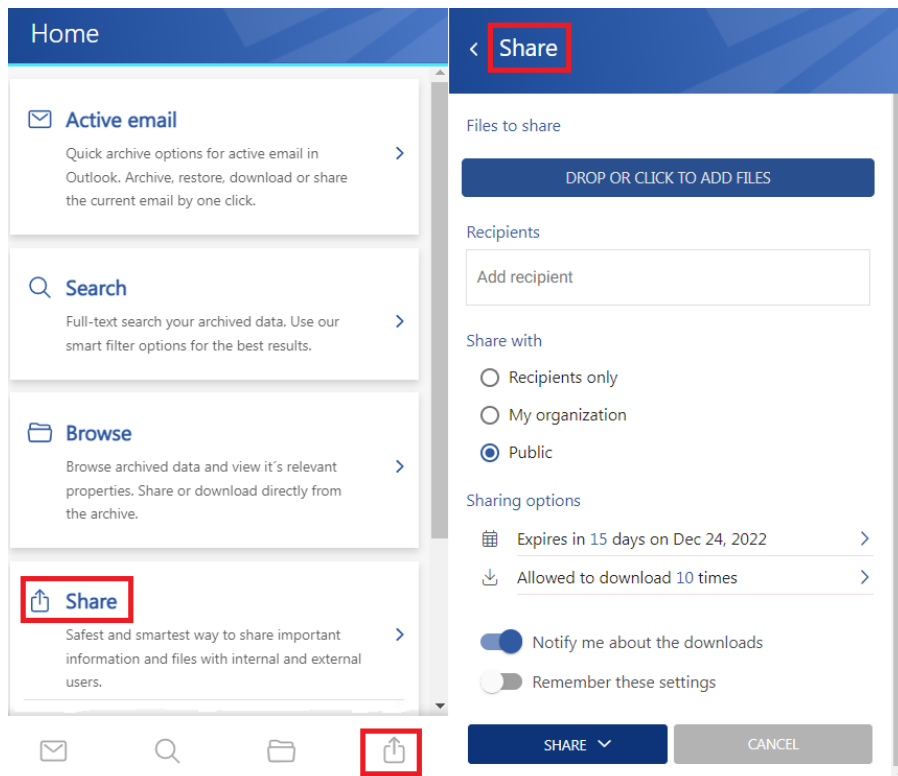 Home
Active email
Quick archive options for active email in
Outlook. Archive, restore, download or share
the current email by one click.
Search
Full-text search your archived data. Use our
smart filter options for the best results.
Browse
Browse archived data and view it´s relevant
properties. Share or download directly from
the archive.
Share
Safest and smartest way to share important
information and files with internal and external
users.
Share
Files to share
DROP OR CLICK TO ADD FILES
Recipients
Add recipient
Share with
Recipients only
My organization
Public
Sharing options
Expires in 15 days on Dec 24, 2022
Allowed to download 10 times
Notify me about the downloads
Remember these settings
SHARE
CANCEL